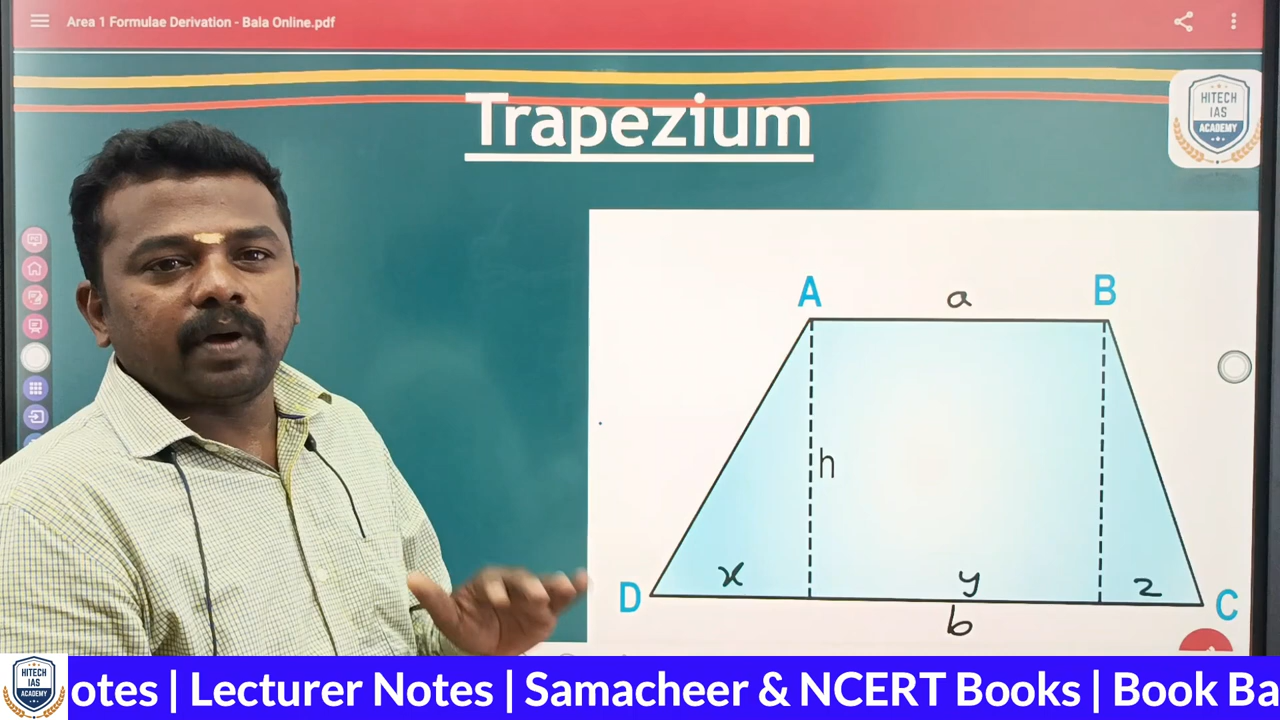 Area 1 Formulae Derivation - Bala Online.pdf
Trapezium
HITECH
IAS
ACADEMY
A
a
B
h
x
y
z
D
b
C
HITECH
IAS
ACADEMY
otes | Lecturer Notes | Samacheer & NCERT Books | Book Ba